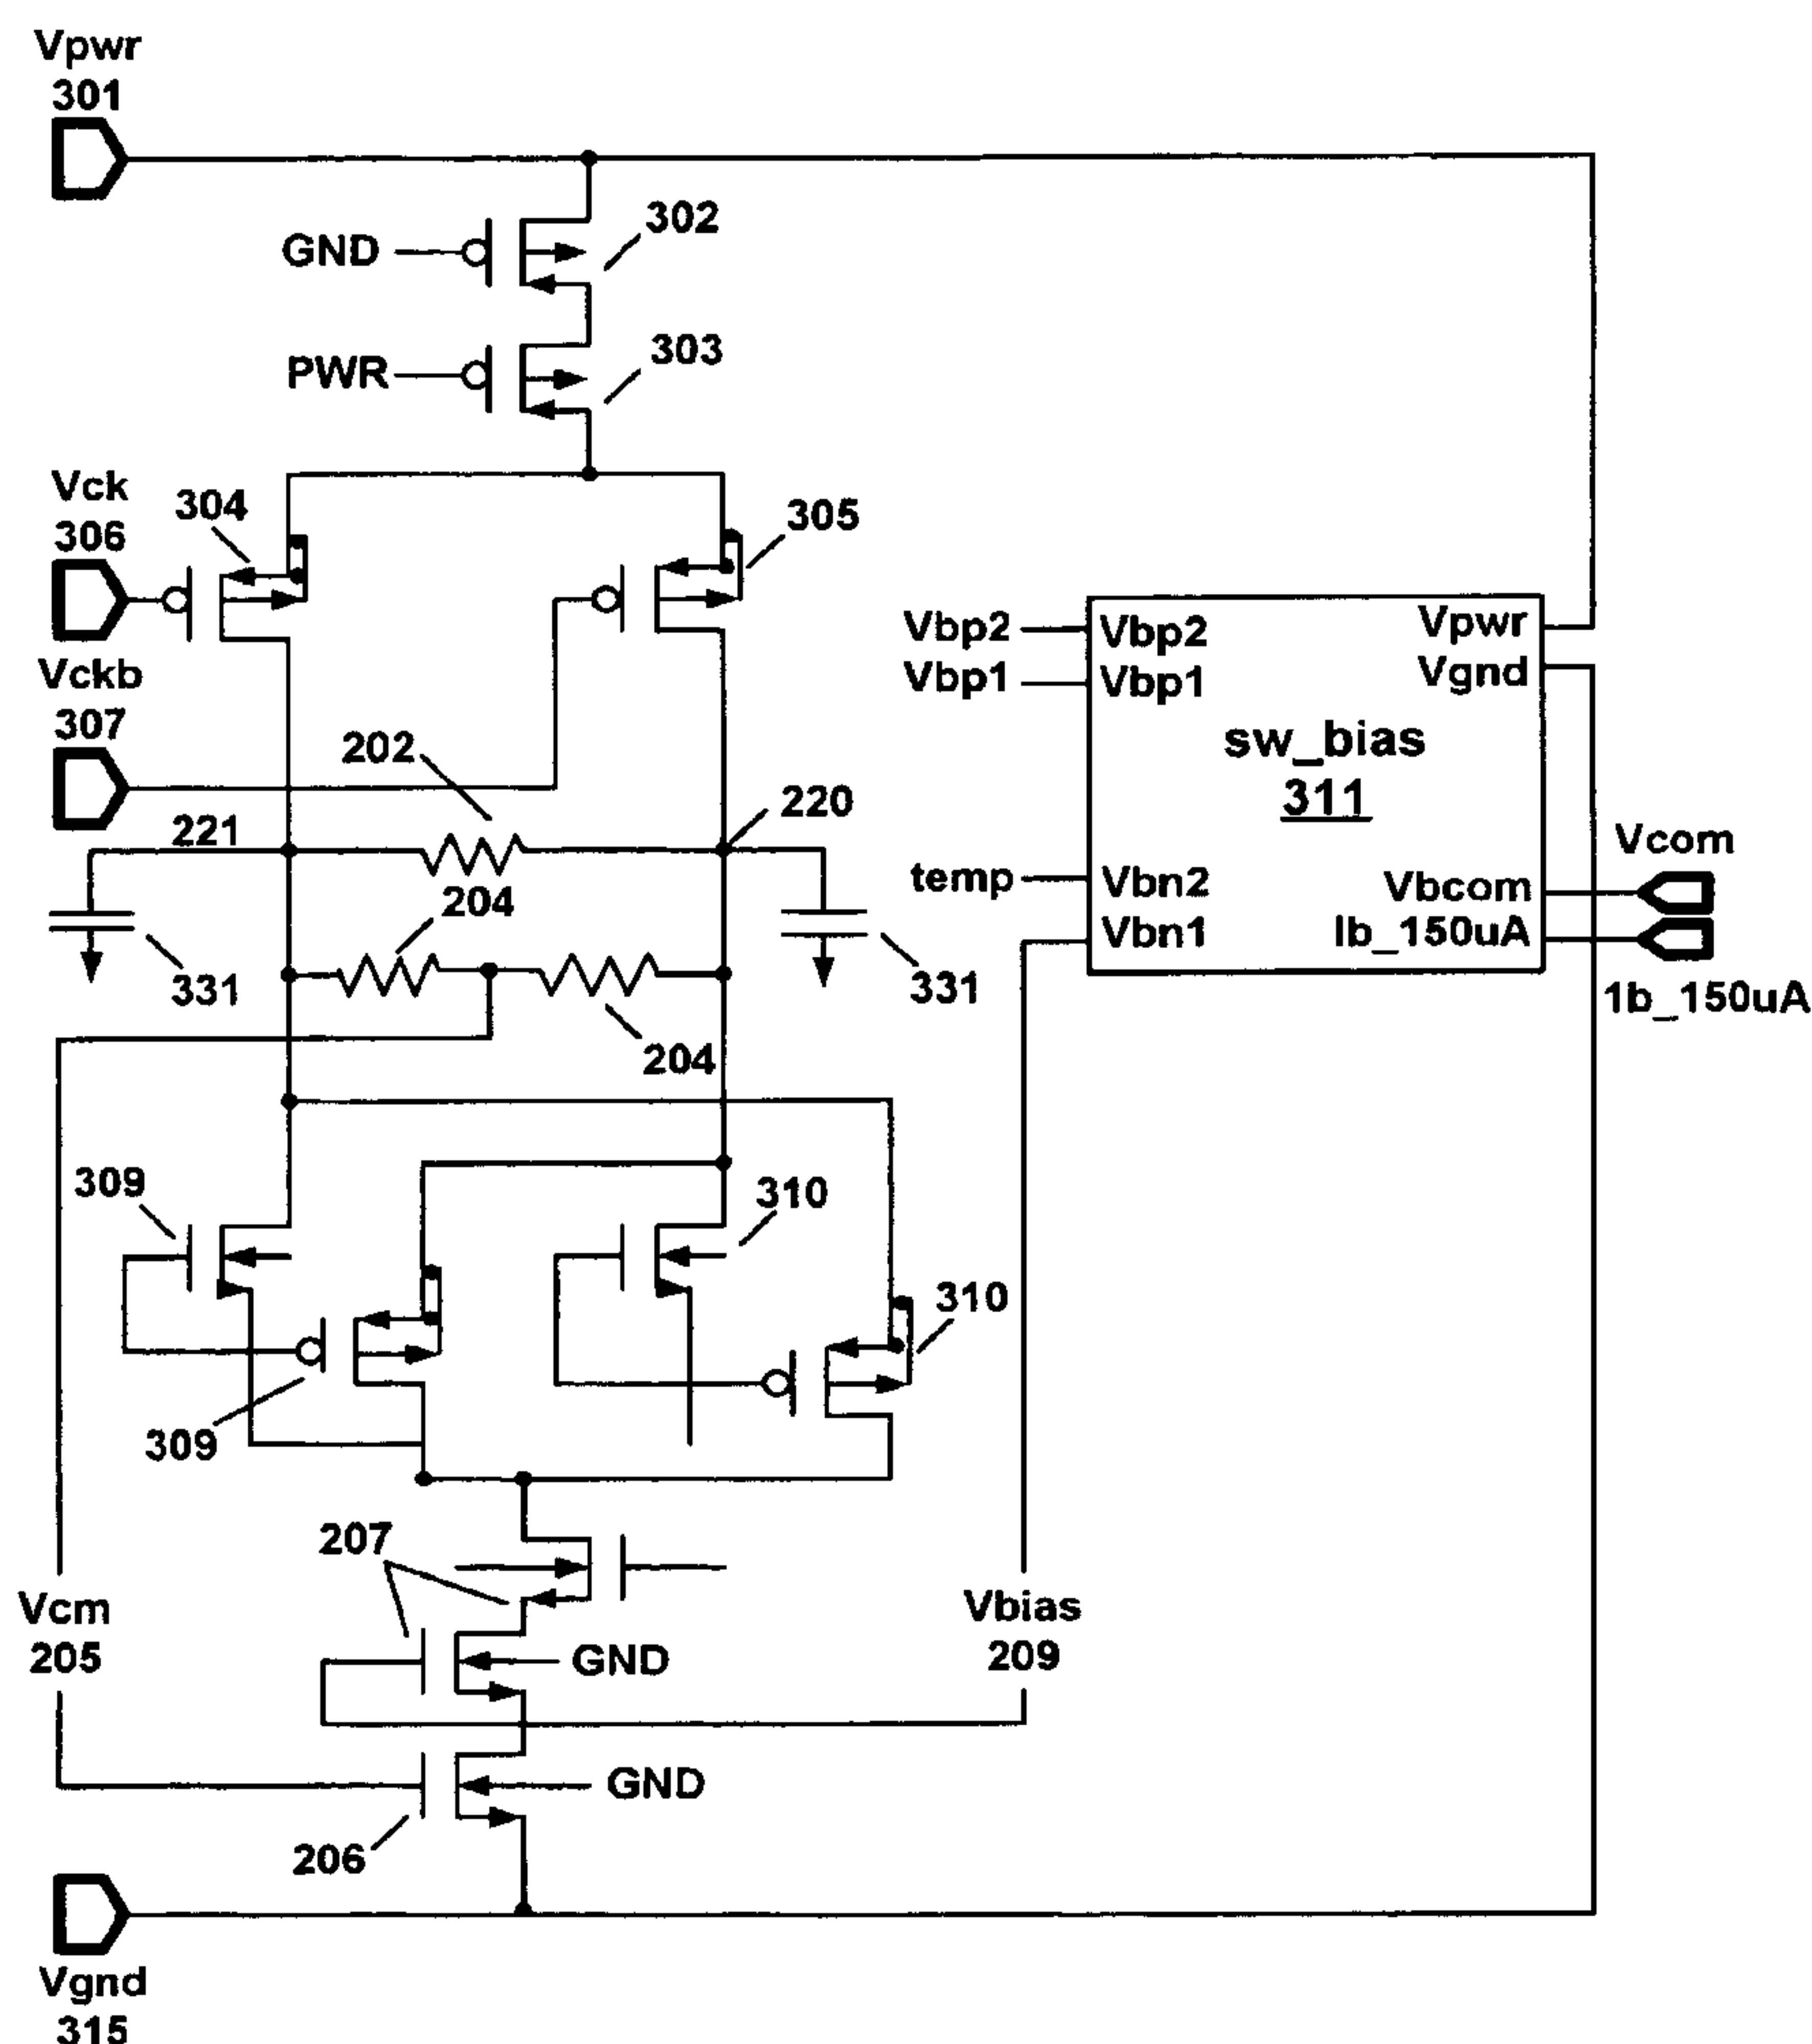 Vpwr
301
302
GND
303
PWR
Vck
306
304
305
Vckb
307
202
220
221
204
331
331
204
Vbp2
Vbp1
Vbp2
Vbp1
Vpwr
Vgnd
sw_bias
311
Vcom
temp
Vbn2
Vbn1
Vbcom
Ib_150uA
1b_150uA
309
310
310
309
207
Vcm
205
GND
Vbias
209
GND
206
Vgnd
315